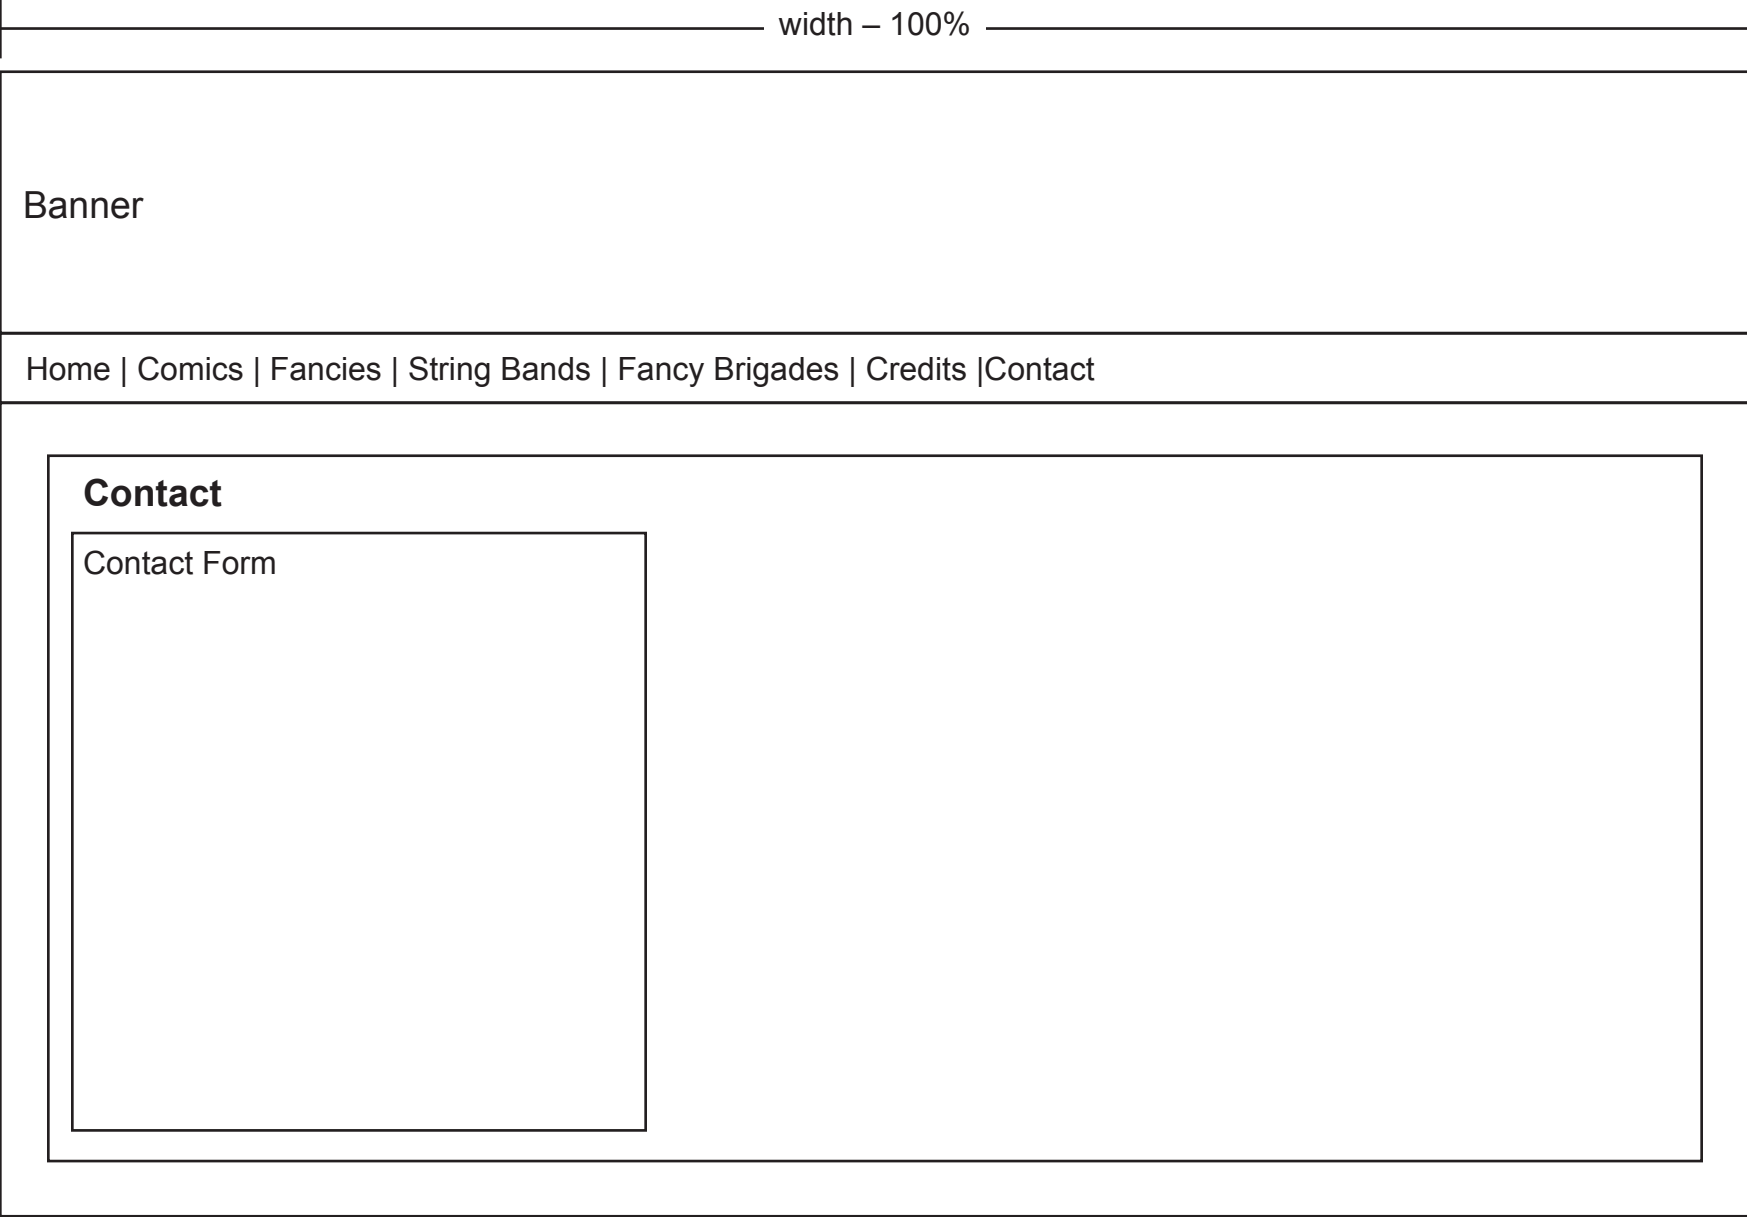 width – 100%
Banner
Home | Comics | Fancies | String Bands | Fancy Brigades | Credits |Contact
Contact
Contact Form